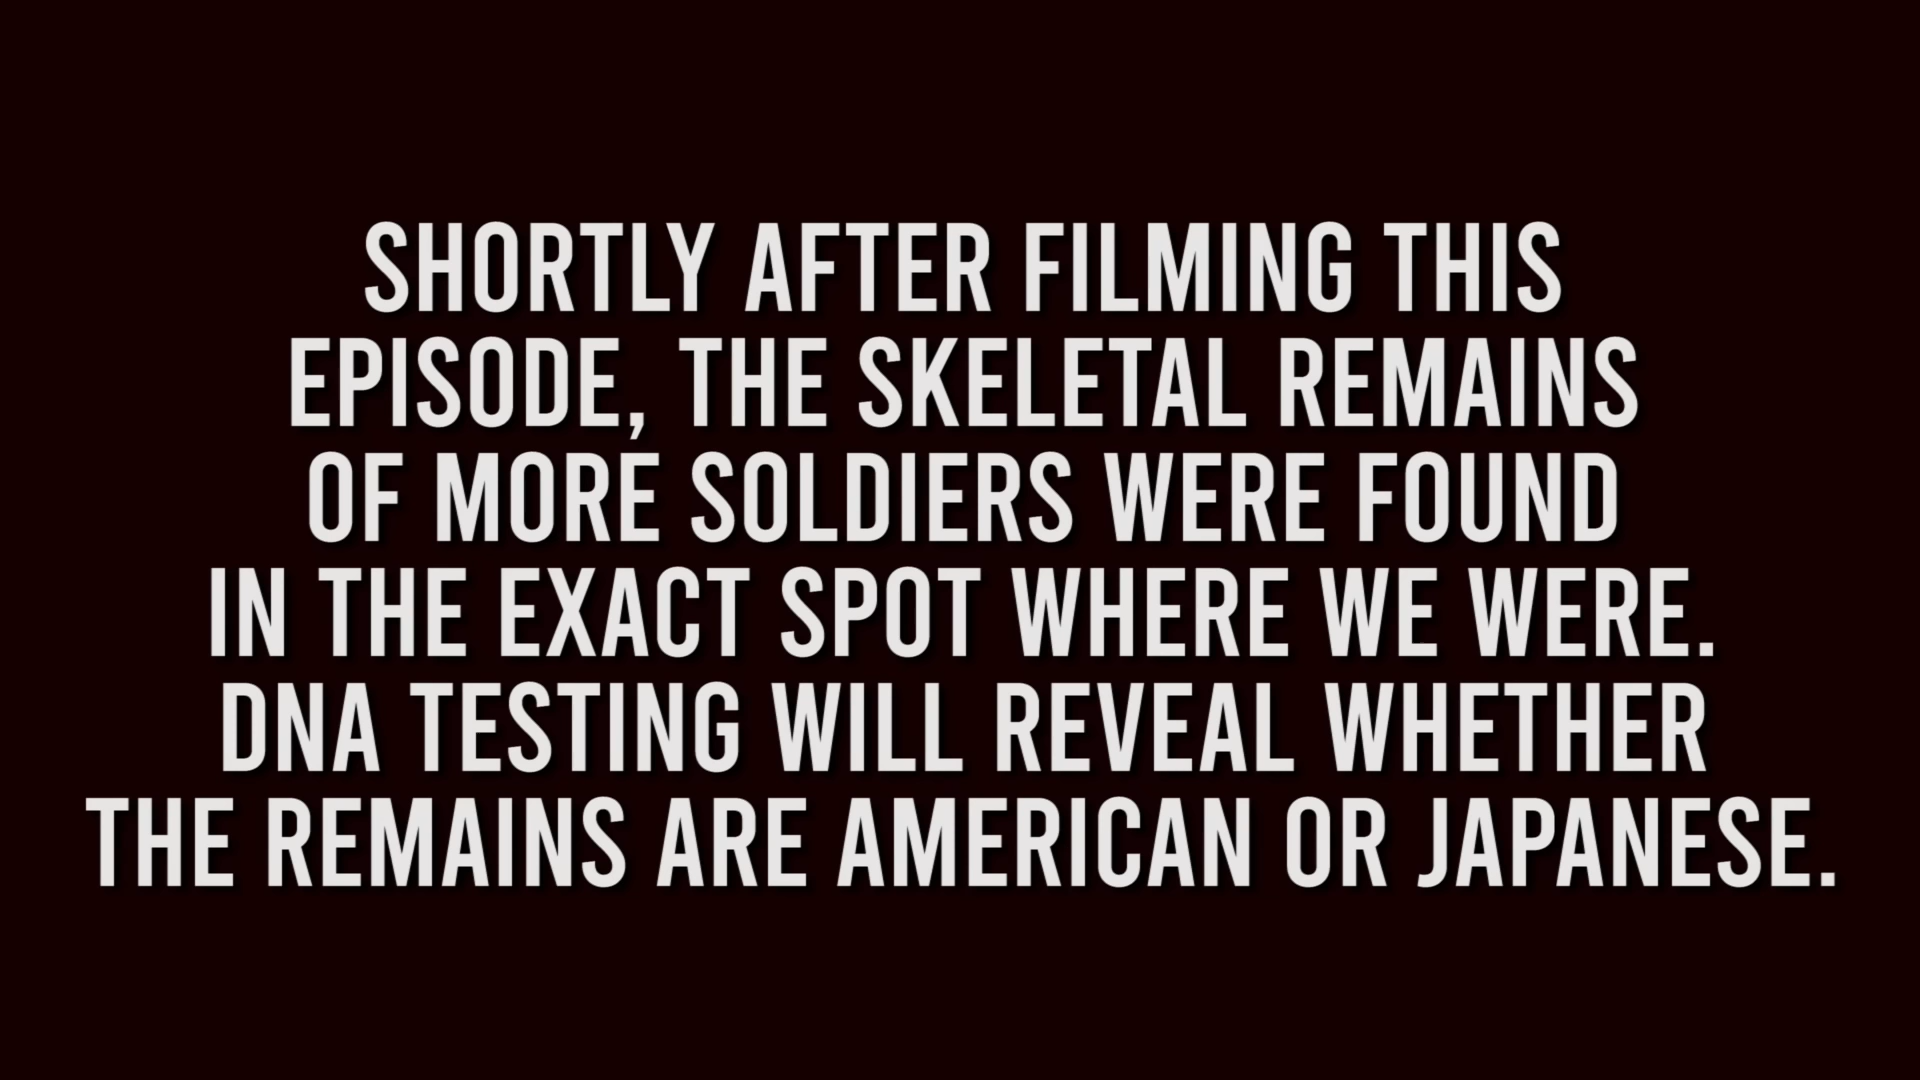 SHORTLY AFTER FILMING THIS
EPISODE, THE SKELETAL REMAINS
OF MORE SOLDIERS WERE FOUND
IN THE EXACT SPOT WHERE WE WERE.
DNA TESTING WILL REVEAL WHETHER
THE REMAINS ARE AMERICAN OR JAPANESE.